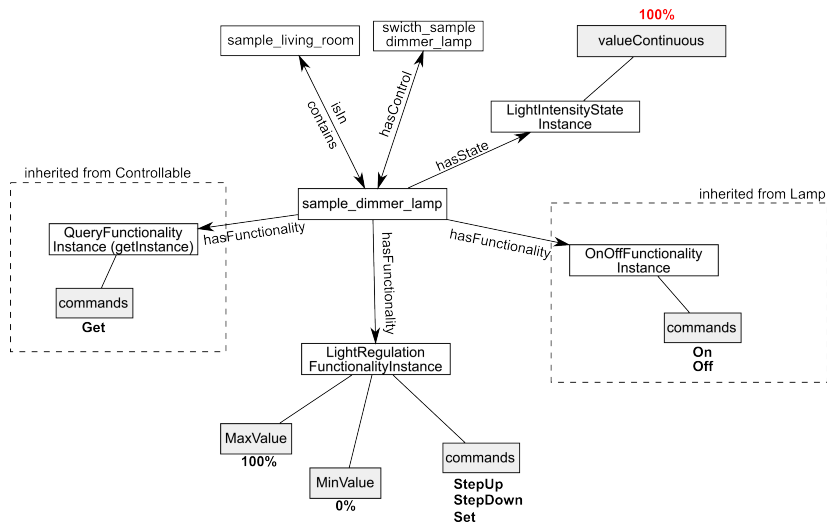 100%
valueContinuous
sample_living_room
swicth_sample
dimmer_lamp
isIn
contains
hasControl
LightIntensityState
Instance
hasState
inherited from Controllable
sample_dimmer_lamp
inherited from Lamp
QueryFunctionality
Instance (getInstance)
hasFunctionality
hasFunctionality
hasFunctionality
OnOffFunctionality
Instance
commands
Get
commands
On
Off
LightRegulation
FunctionalityInstance
MaxValue
100%
MinValue
0%
commands
StepUp
StepDown
Set